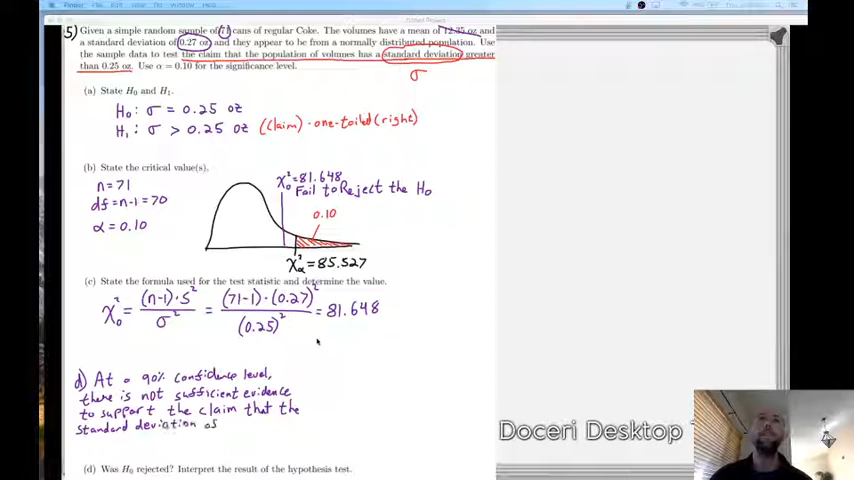 5) Given a simple random sample of 71 cans of regular Coke. The volumes have a mean of 12.35 oz and
a standard deviation of 0.27 oz and they appear to be from a normally distributed population. Use
the sample data to test the claim that the population of volumes has a standard deviation greater
than 0.25 oz. Use α = 0.10 for the significance level.
σ
(a) State H₀ and H₁.
H₀: σ = 0.25 oz
H₁: σ > 0.25 oz (claim) - one-tailed (right)
(b) State the critical value(s).
n = 71
df = n-1 = 70
α = 0.10
χ²₀ = 81.648
Fail to Reject the H₀
0.10
χ²α = 85.527
(c) State the formula used for the test statistic and determine the value.
χ²₀ = (n-1)·s² / σ² = (71-1)·(0.27)² / (0.25)² = 81.648
d) At a 90% confidence level,
there is not sufficient evidence
to support the claim that the
standard deviation of
(d) Was H₀ rejected? Interpret the result of the hypothesis test.
Doceri Desktop